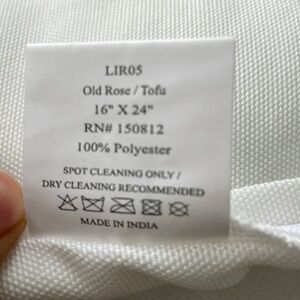 LIR05
Old Rose / Tofu
16" X 24"
RN# 150812
100% Polyester
SPOT CLEANING ONLY /
DRY CLEANING RECOMMENDED
MADE IN INDIA